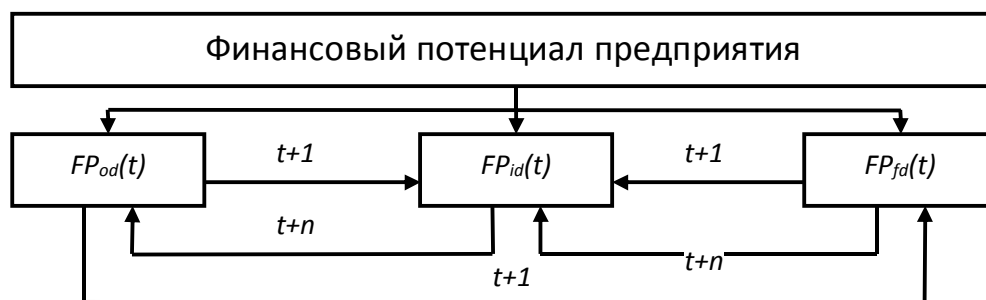 Финансовый потенциал предприятия
FPod(t) t+1 FPid(t) t+1 FPfd(t)
t+n t+n
t+1